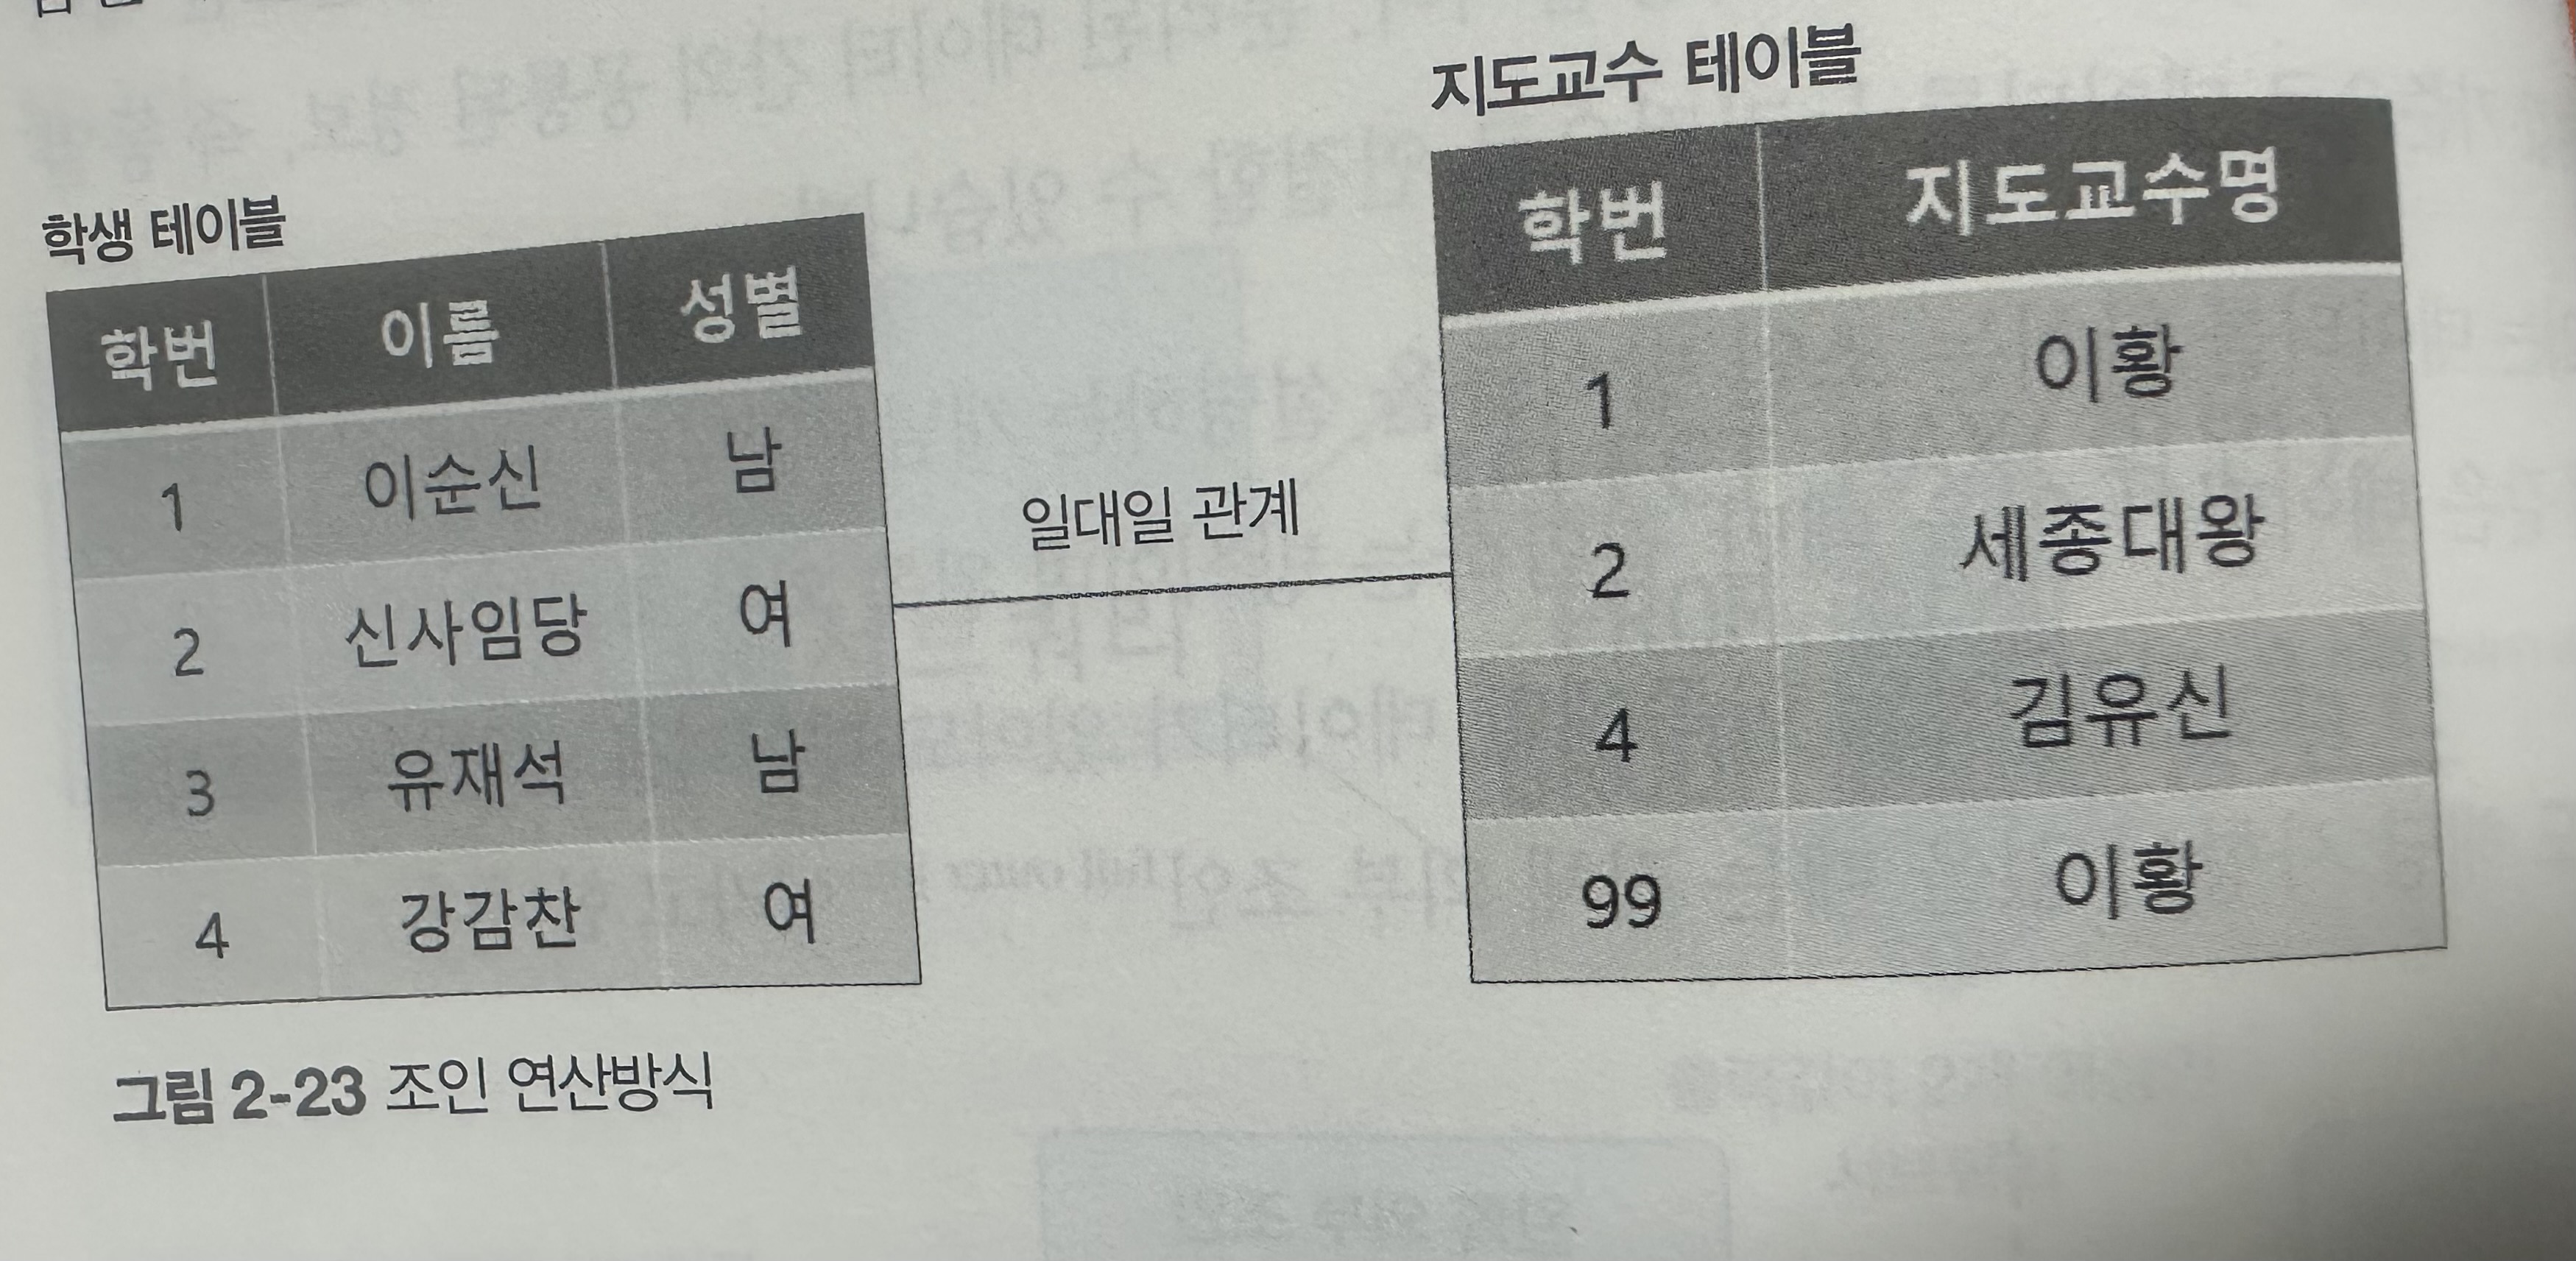 학생 테이블
학번 이름 성별
1 이순신 남
2 신사임당 여
3 유재석 남
4 강감찬 여
일대일 관계
지도교수 테이블
학번 지도교수명
1 이황
2 세종대왕
4 김유신
99 이황
그림 2-23 조인 연산방식